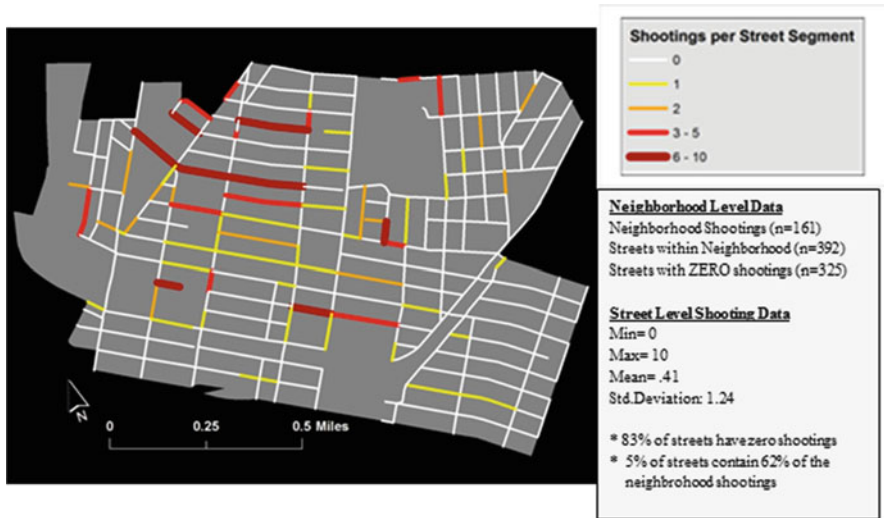 Shootings per Street Segment
0
1
2
3 - 5
6 - 10
Neighborhood Level Data
Neighborhood Shootings (n=161)
Streets within Neighborhood (n=392)
Streets with ZERO shootings (n=325)
Street Level Shooting Data
Min= 0
Max= 10
Mean= .41
Std.Deviation: 1.24
* 83% of streets have zero shootings
* 5% of streets contain 62% of the
neighbrohood shootings
N
0 0.25 0.5 Miles